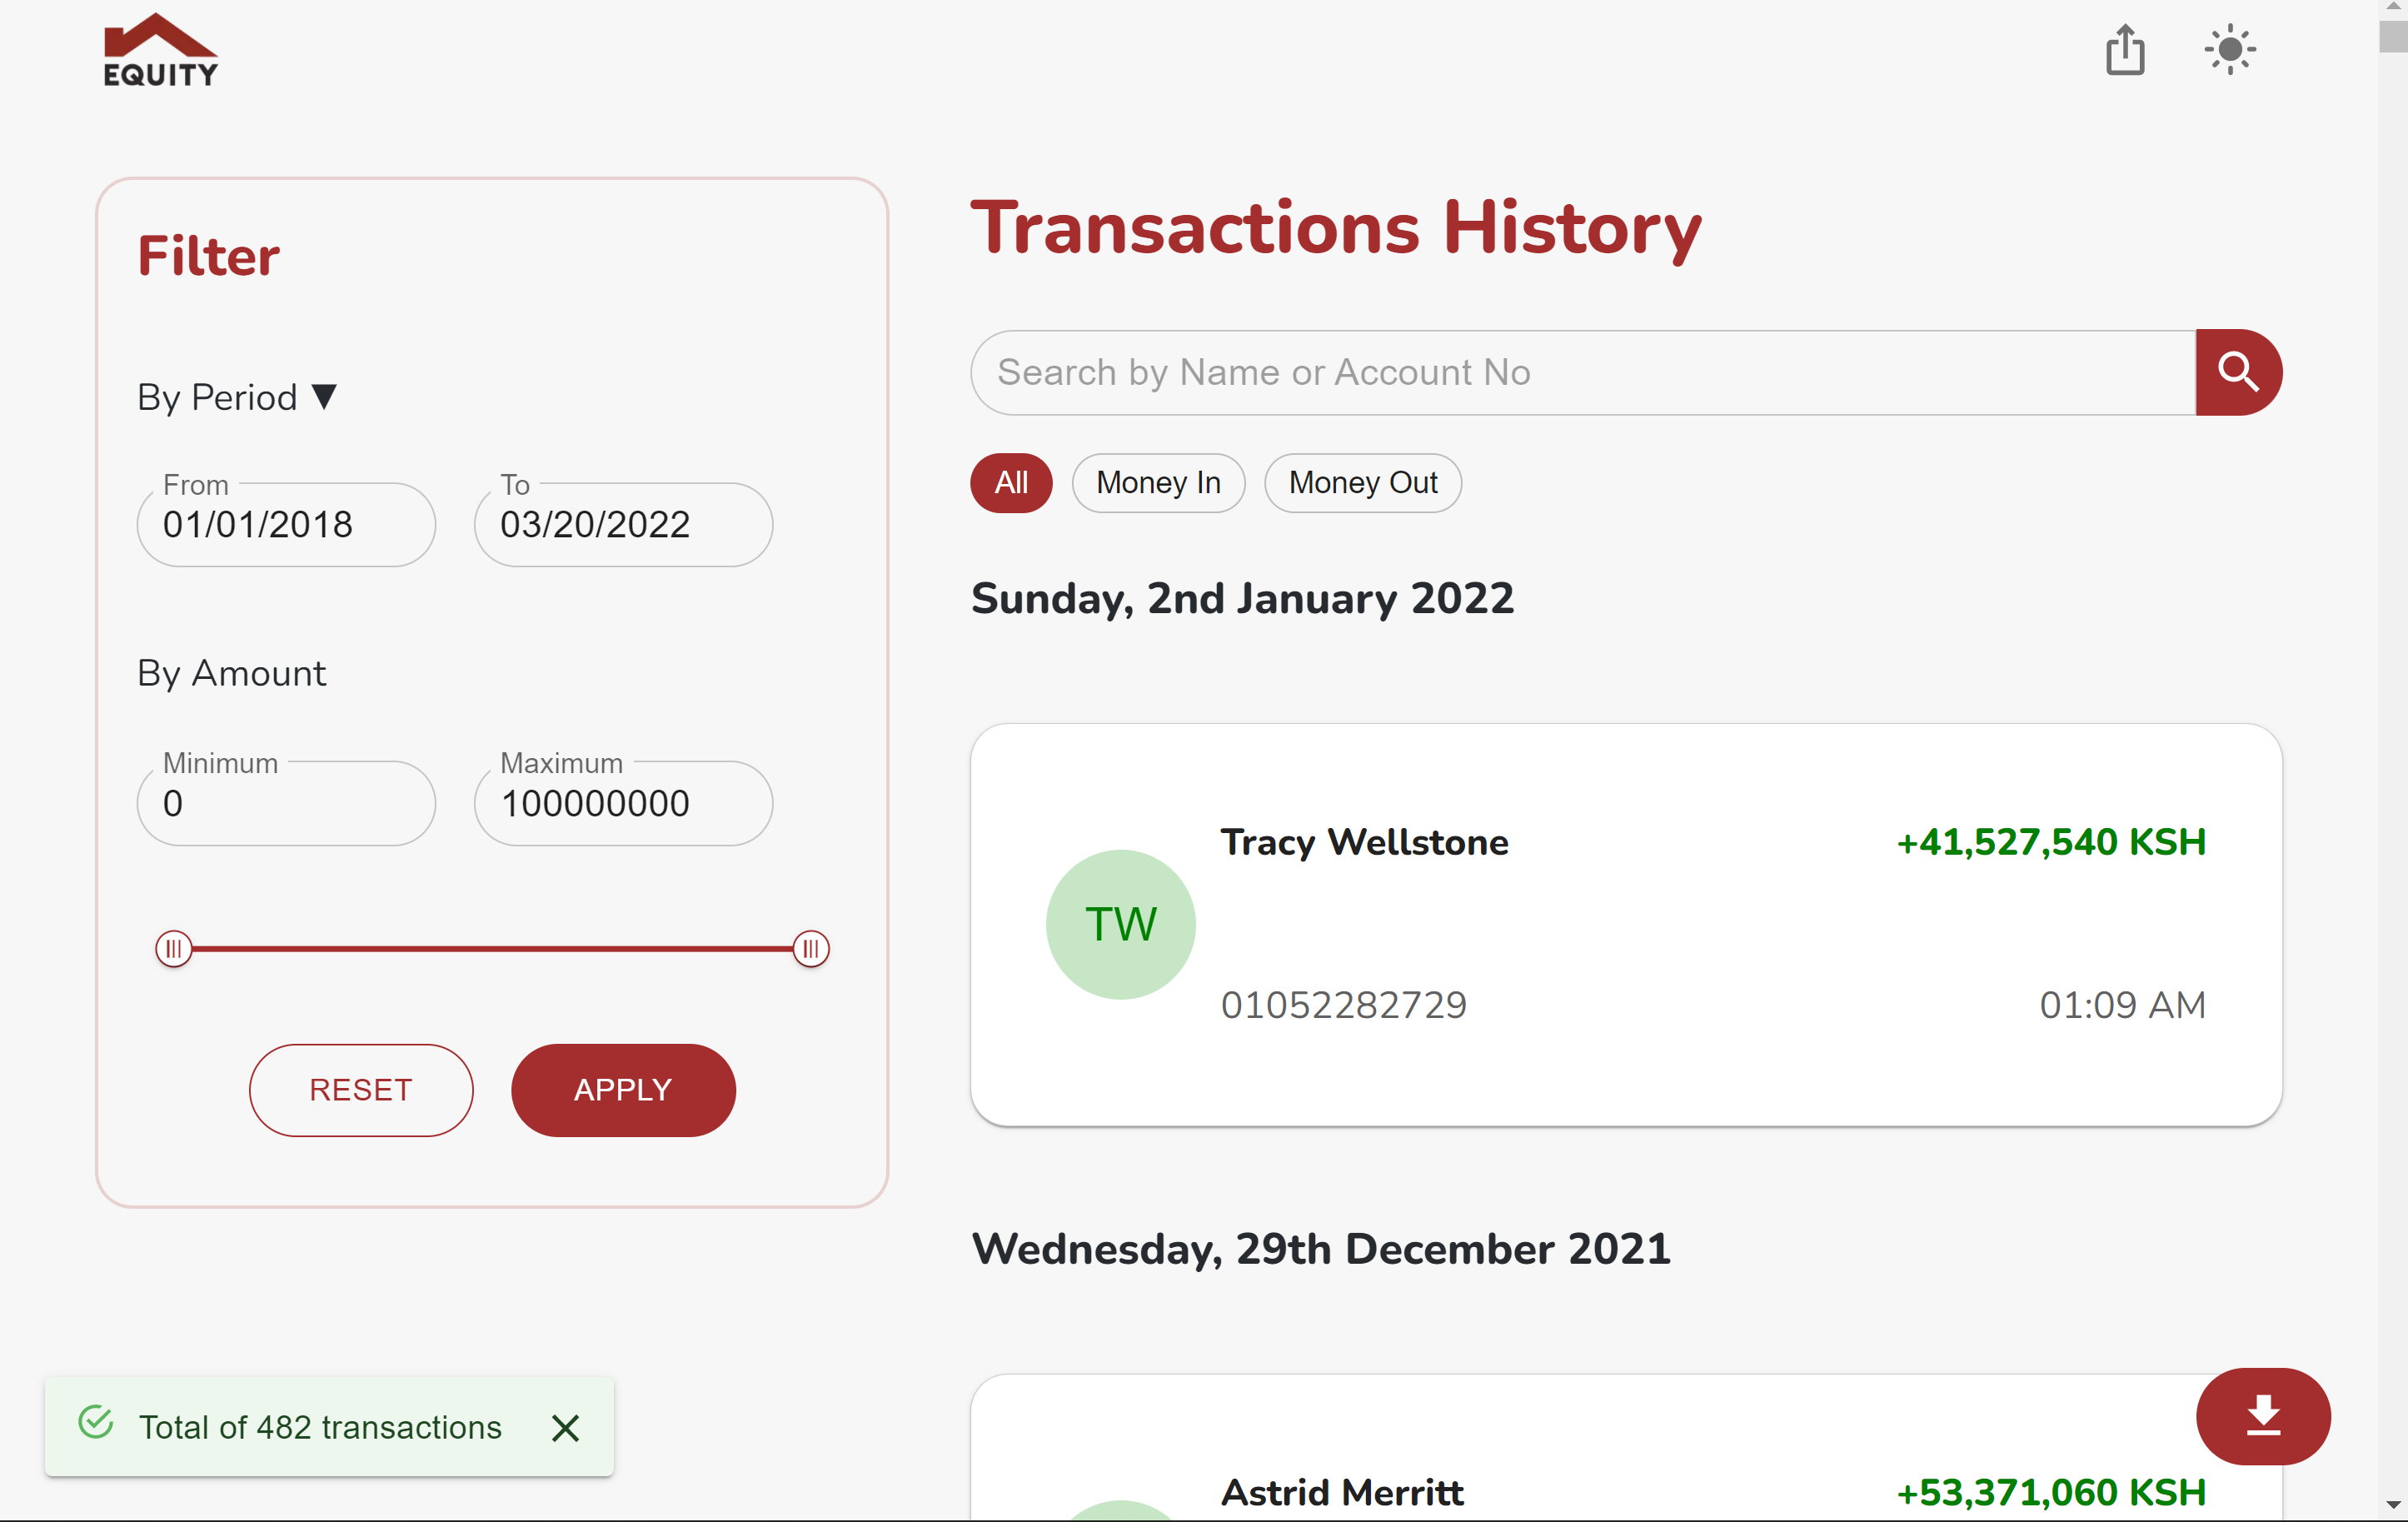 EQUITY
Filter
By Period ▼
From
01/01/2018
To
03/20/2022
By Amount
Minimum
0
Maximum
100000000
RESET
APPLY
Total of 482 transactions
Transactions History
Search by Name or Account No
All
Money In
Money Out
Sunday, 2nd January 2022
TW
Tracy Wellstone
+41,527,540 KSH
01052282729
01:09 AM
Wednesday, 29th December 2021
Astrid Merritt
+53,371,060 KSH